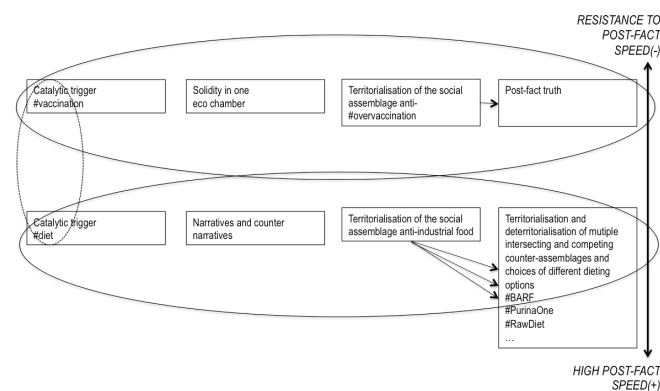 RESISTANCE TO
POST-FACT
SPEED(-)
Catalytic trigger
#vaccination
Solidity in one
eco chamber
Territorialisation of the social
assemblage anti-
#overvaccination
Post-fact truth
Catalytic trigger
#diet
Narratives and counter
narratives
Territorialisation of the social
assemblage anti-industrial food
Territorialisation and
deterritorialisation of mutiple
intersecting and competing
counter-assemblages and
choices of different dieting
options
#BARF
#PurinaOne
#RawDiet
…
HIGH POST-FACT
SPEED(+)